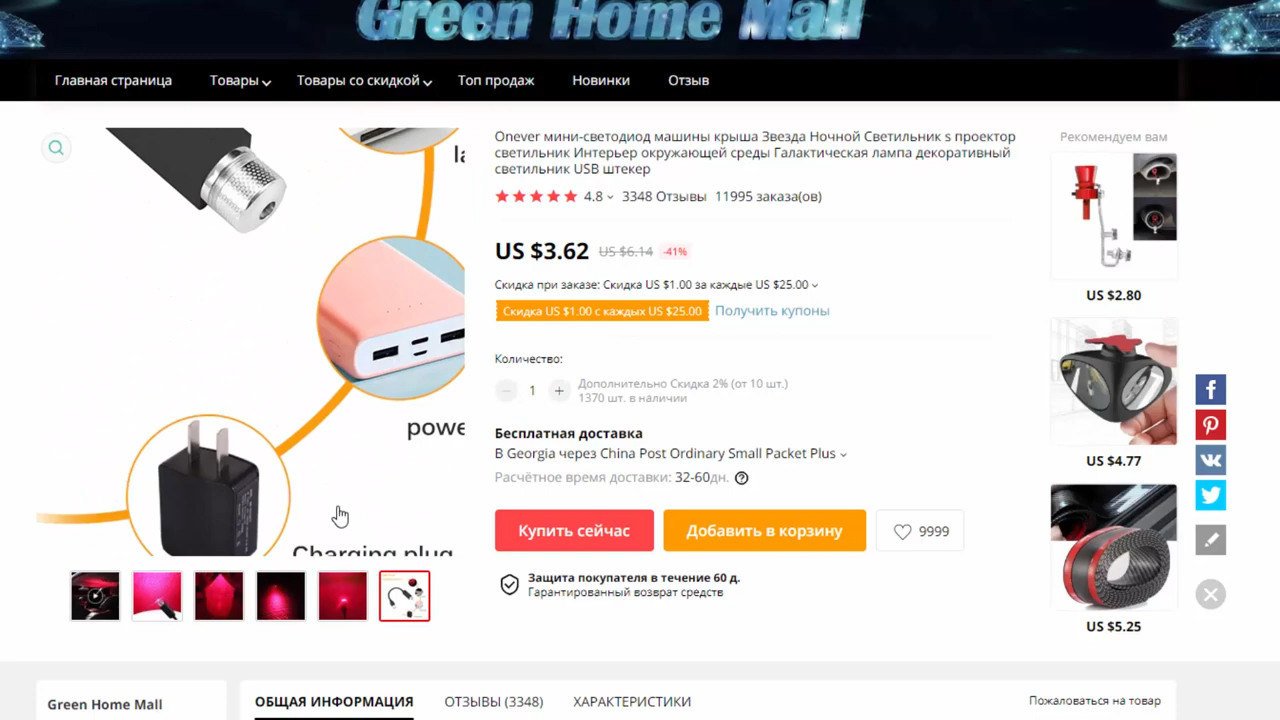 Green Home Mall
Главная страница Товары Товары со скидкой Топ продаж Новинки Отзыв
Onever мини-светодиод машины крыша Звезда Ночной Светильник s проектор
светильник Интерьер окружающей среды Галактическая лампа декоративный
светильник USB штекер
4.8 3348 Отзывы 11995 заказа(ов)
US $3.62 US $6.14 -41%
Скидка при заказе: Скидка US $1.00 за каждые US $25.00
Скидка US $1.00 с каждых US $25.00 Получить купоны
Количество:
1
Дополнительно Скидка 2% (от 10 шт.)
1370 шт. в наличии
Бесплатная доставка
В Georgia через China Post Ordinary Small Packet Plus
Расчётное время доставки: 32-60дн.
Купить сейчас Добавить в корзину 9999
Защита покупателя в течение 60 д.
Гарантированный возврат средств
powe
Charging plug
Рекомендуем вам
US $2.80
US $4.77
US $5.25
Green Home Mall
ОБЩАЯ ИНФОРМАЦИЯ ОТЗЫВЫ (3348) ХАРАКТЕРИСТИКИ
Пожаловаться на товар